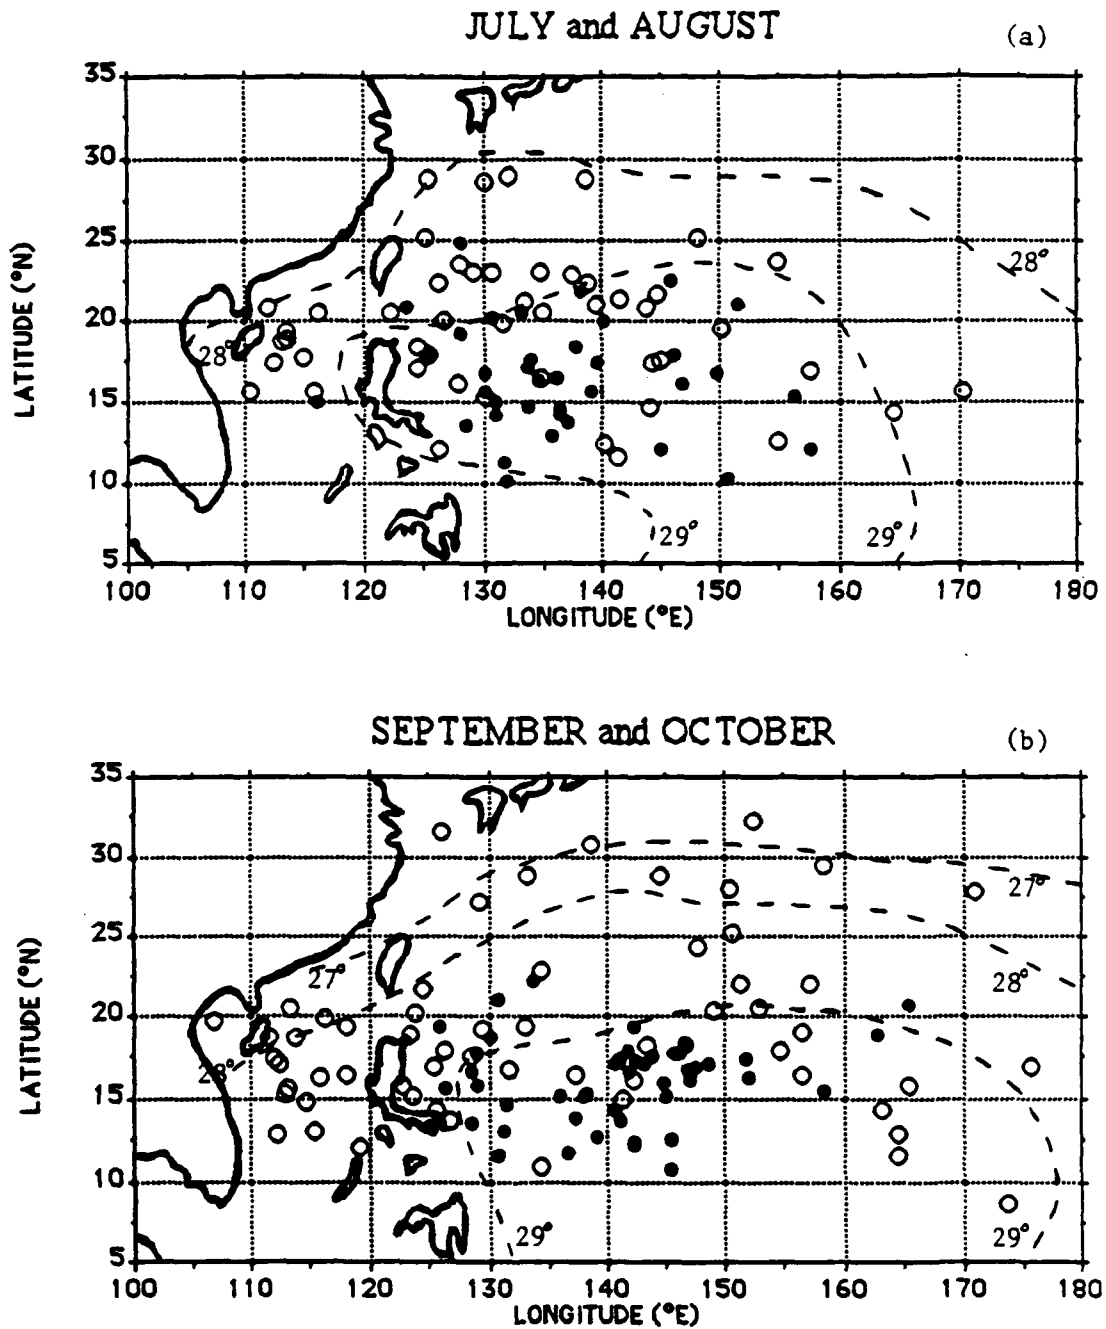 JULY and AUGUST
(a)
35
30
25
20
15
10
5
LATITUDE (°N)
28°
28°
29°
29°
100 110 120 130 140 150 160 170 180
LONGITUDE (°E)
SEPTEMBER and OCTOBER
(b)
35
30
25
20
15
10
5
LATITUDE (°N)
27°
27°
28°
28°
29°
29°
100 110 120 130 140 150 160 170 180
LONGITUDE (°E)